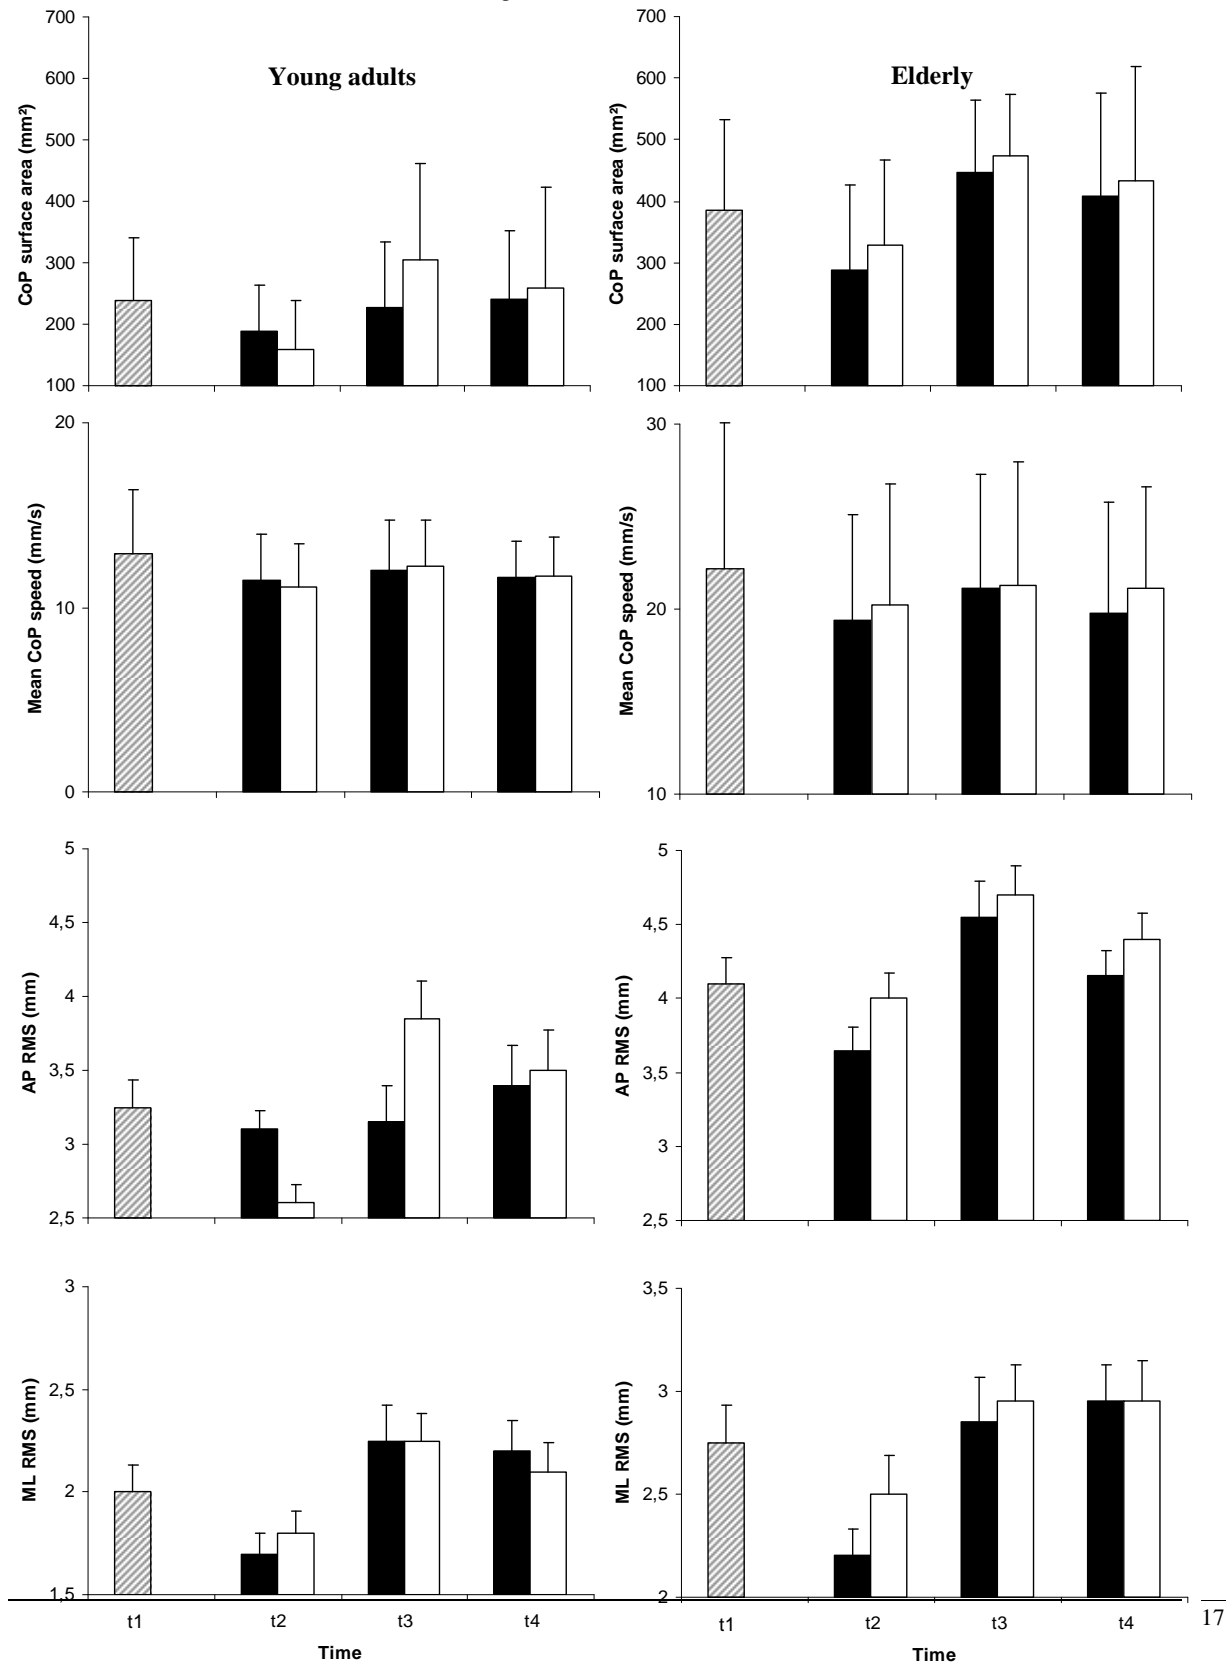 Young adults
CoP surface area (mm²)
700
600
500
400
300
200
100
Elderly
CoP surface area (mm²)
700
600
500
400
300
200
100
Mean CoP speed (mm/s)
20
10
0
Mean CoP speed (mm/s)
30
20
10
AP RMS (mm)
5
4,5
4
3,5
3
2,5
AP RMS (mm)
5
4,5
4
3,5
3
2,5
ML RMS (mm)
3
2,5
2
1,5
t1 t2 t3 t4
Time
ML RMS (mm)
3,5
3
2,5
2
t1 t2 t3 t4
Time
17